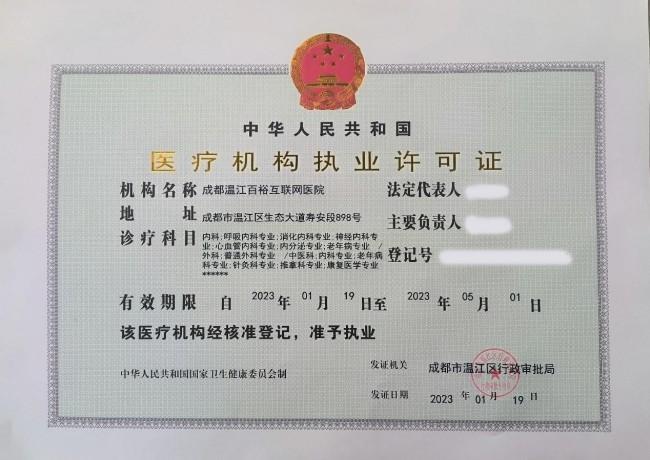 中华人民共和国
医疗机构执业许可证
机构名称 成都温江百裕互联网医院
法定代表人
地址 成都市温江区生态大道寿安段898号
主要负责人
诊疗科目 内科;呼吸内科专业;消化内科专业;神经内科专业;心血管内科专业;内分泌专业;老年病专业 /
外科;普通外科专业 /中医科;内科专业;老年病
科专业;针灸科专业;推拿科专业;康复医学专业
******
登记号
有效期限 自 2023 年 01 月 19 日至 2023 年 05 月 01 日
该医疗机构经核准登记，准予执业
中华人民共和国国家卫生健康委员会制
发证机关 成都市温江区行政审批局
发证日期 2023 年 01 月 19 日